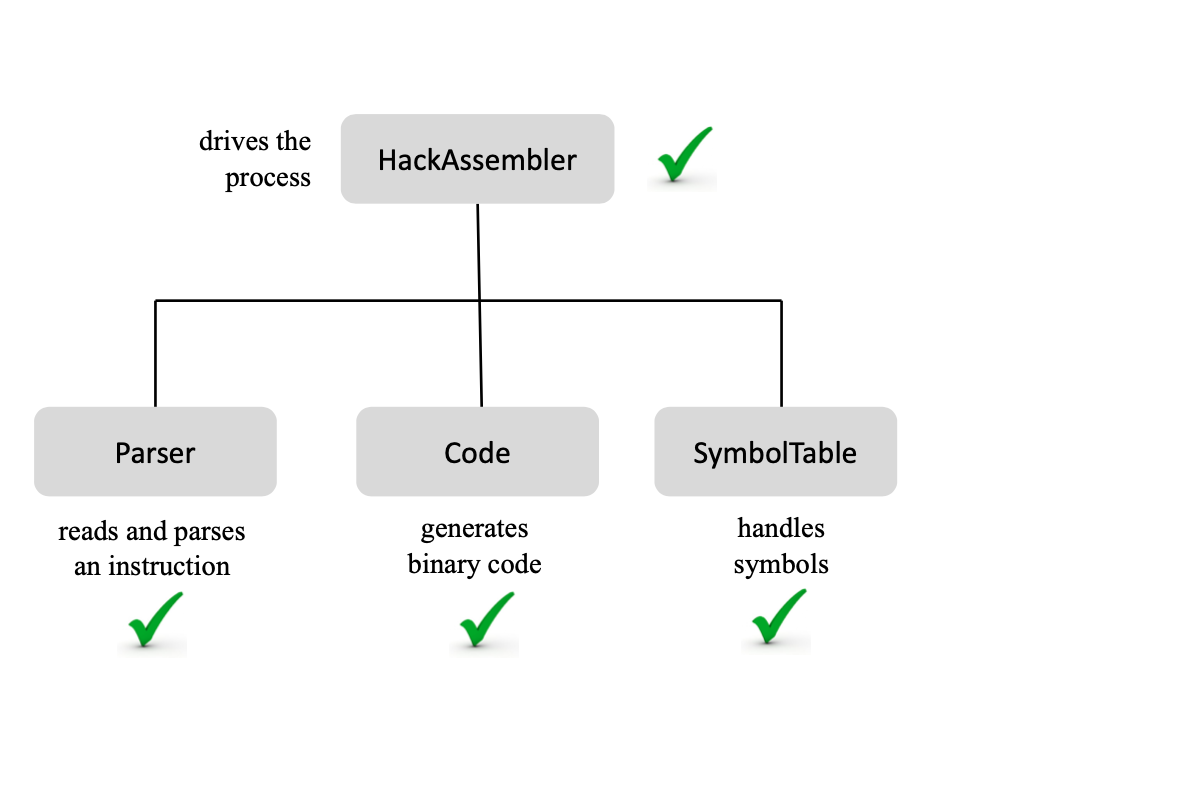 drives the
process
HackAssembler
Parser
Code
SymbolTable
reads and parses
an instruction
generates
binary code
handles
symbols